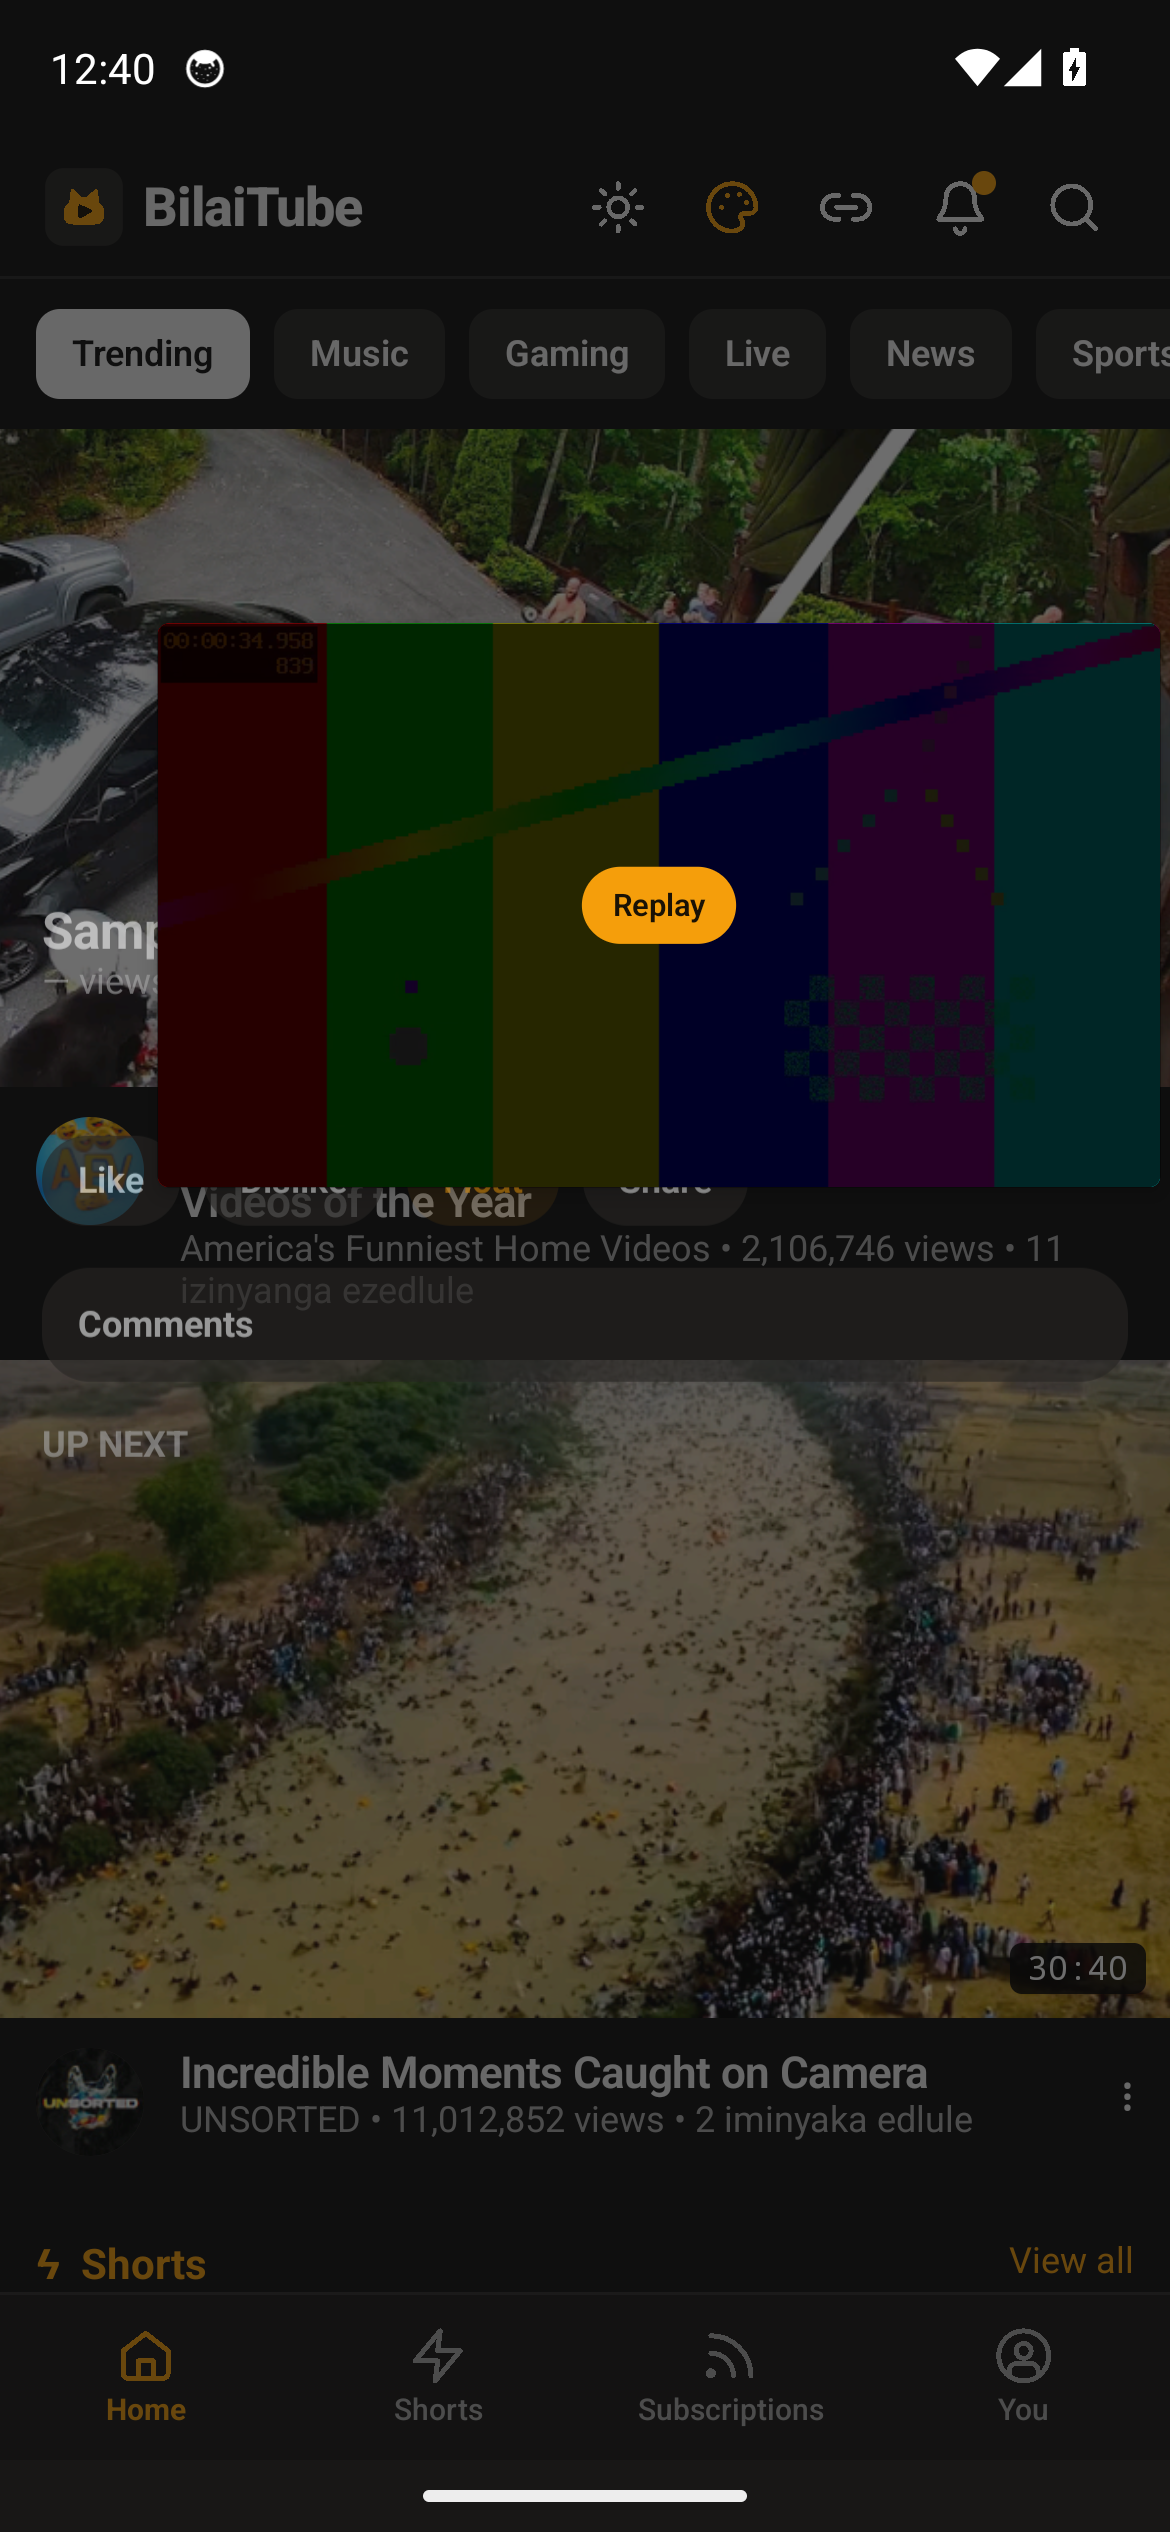 12:40
BilaiTube
Trending
Music
Gaming
Live
News
Sports
00:00:34.958
839
Replay
Like
Share
Videos of the Year
America's Funniest Home Videos • 2,106,746 views • 11
izinyanga ezedlule
Comments
UP NEXT
30:40
Incredible Moments Caught on Camera
UNSORTED • 11,012,852 views • 2 iminyaka edlule
UNSORTED
Shorts
View all
Home
Shorts
Subscriptions
You